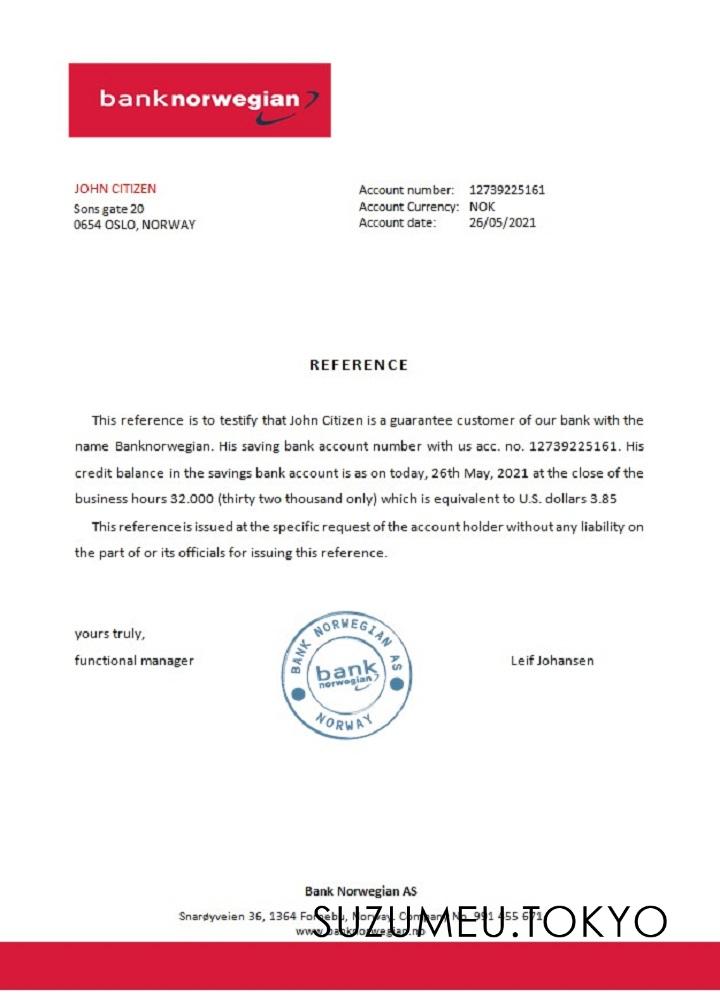 banknorwegian
JOHN CITIZEN
Sons gate 20
0654 OSLO, NORWAY
Account number: 12739225161
Account Currency: NOK
Account date: 26/05/2021
REFERENCE
This reference is to testify that John Citizen is a guarantee customer of our bank with the
name Banknorwegian. His saving bank account number with us acc. no. 12739225161. His
credit balance in the savings bank account is as on today, 26th May, 2021 at the close of the
business hours 32.000 (thirty two thousand only) which is equivalent to U.S. dollars 3.85
This reference is issued at the specific request of the account holder without any liability on
the part of or its officials for issuing this reference.
yours truly,
functional manager
BANK NORWEGIAN AS
bank
norwegian
NORWAY
Leif Johansen
Bank Norwegian AS
Snarøyveien 36, 1364 Fornebu, Norway. Company No. 991 455 671
www.banknorwegian.no
SUZUMEU.TOKYO